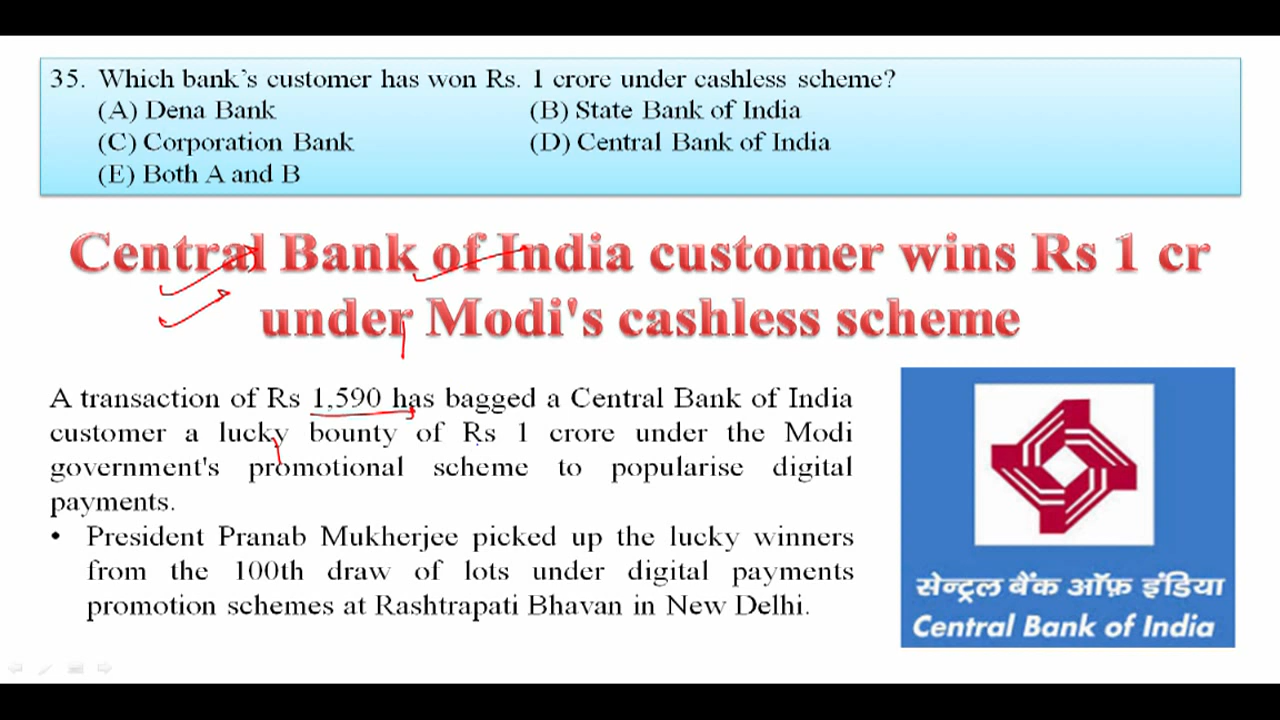 35. Which bank's customer has won Rs. 1 crore under cashless scheme?
(A) Dena Bank (B) State Bank of India
(C) Corporation Bank (D) Central Bank of India
(E) Both A and B
Central Bank of India customer wins Rs 1 cr
under Modi's cashless scheme
A transaction of Rs 1,590 has bagged a Central Bank of India
customer a lucky bounty of Rs 1 crore under the Modi
government's promotional scheme to popularise digital
payments.
• President Pranab Mukherjee picked up the lucky winners
from the 100th draw of lots under digital payments
promotion schemes at Rashtrapati Bhavan in New Delhi.
सेन्ट्रल बैंक ऑफ़ इंडिया
Central Bank of India